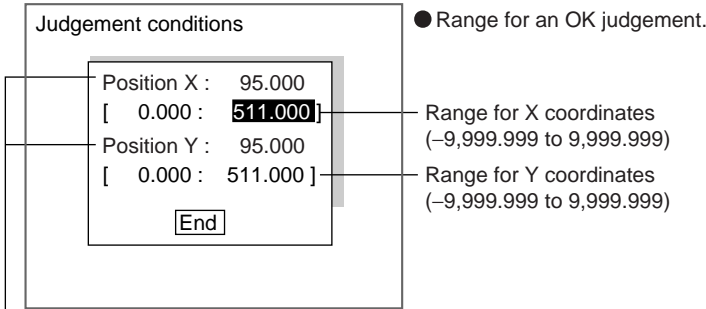 Judgement conditions
● Range for an OK judgement.
Position X : 95.000
[ 0.000 : 511.000 ]
Range for X coordinates
(–9,999.999 to 9,999.999)
Position Y : 95.000
[ 0.000 : 511.000 ]
Range for Y coordinates
(–9,999.999 to 9,999.999)
End